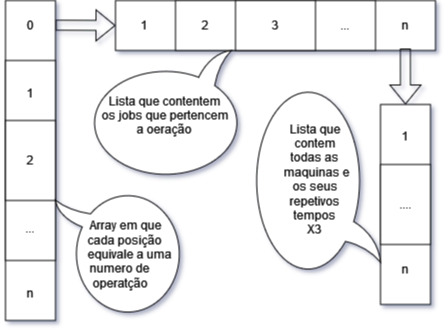 0
1
2
3
...
n
1
Lista que contentem
os jobs que pertencem
a oeração
Lista que
contem
todas as
maquinas e
os seus
repetivos
tempos
X3
1
2
....
n
...
n
Array em que
cada posição
equivale a uma
numero de
operatção